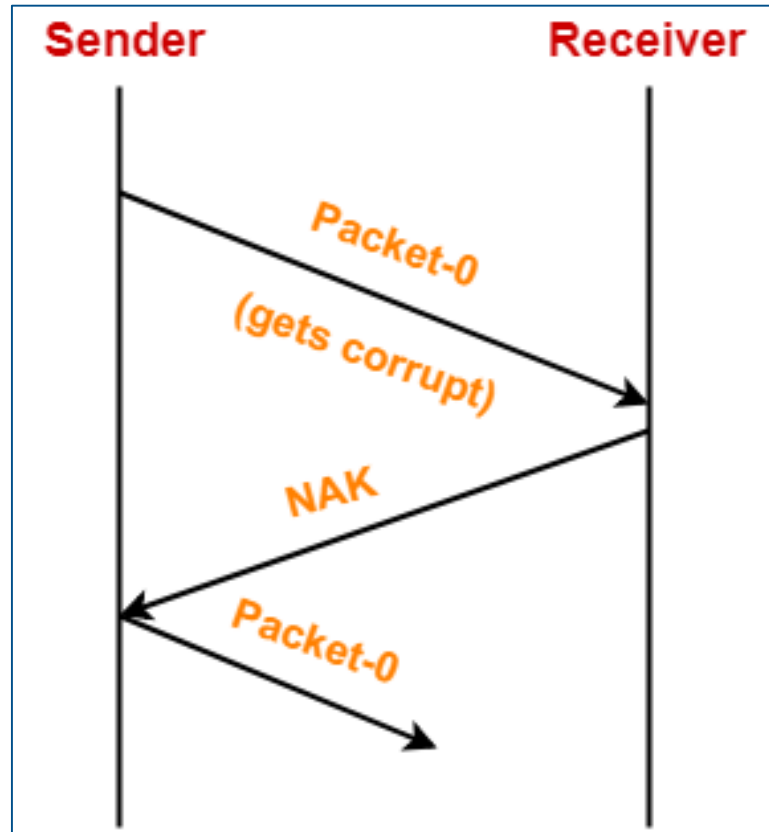 Sender
Receiver
Packet-0
(gets corrupt)
NAK
Packet-0